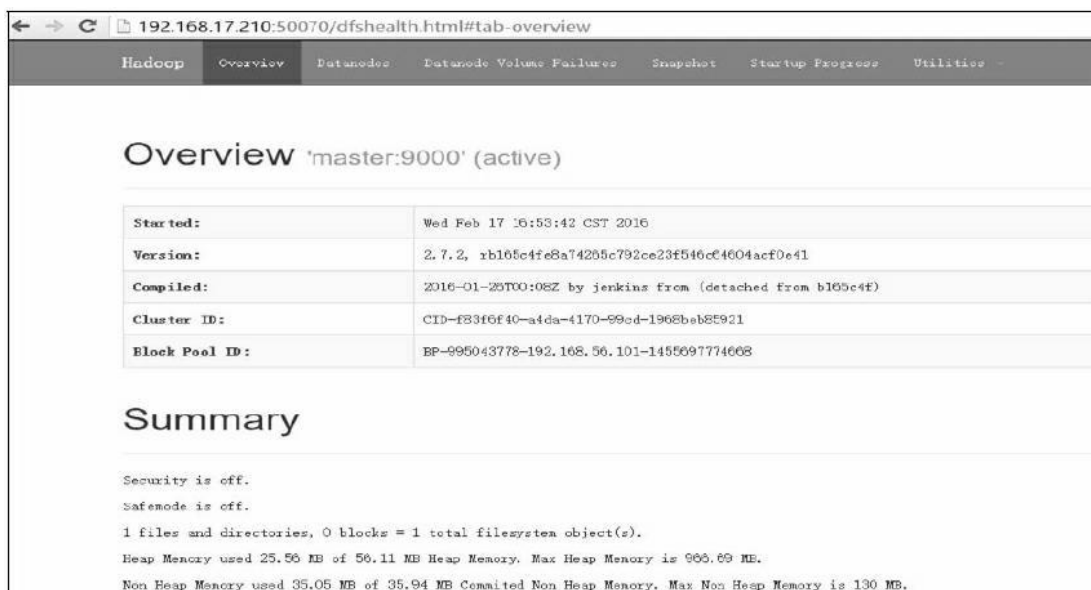 192.168.17.210:50070/dfshealth.html#tab-overview
Hadoop Overview Datanodes Datanode Volume Failures Snapshot Startup Progress Utilities
Overview 'master:9000' (active)
Started: Wed Feb 17 16:53:42 CST 2016
Version: 2.7.2,
Compiled: 2016-01-26T00:08Z by jenkins from (detached from b165c4f)
Cluster ID: CID-f83f6f40-a4da-4170-99cd-1968beb85921
Block Pool ID: BP-995043778-192.168.56.101-1455697774668
Summary
Security is off.
Safemode is off.
1 files and directories, 0 blocks = 1 total filesystem object(s).
Heap Memory used 25.56 MB of 56.11 MB Heap Memory. Max Heap Memory is 966.69 MB.
Non Heap Memory used 35.05 MB of 35.94 MB Commited Non Heap Memory. Max Non Heap Memory is 130 MB.